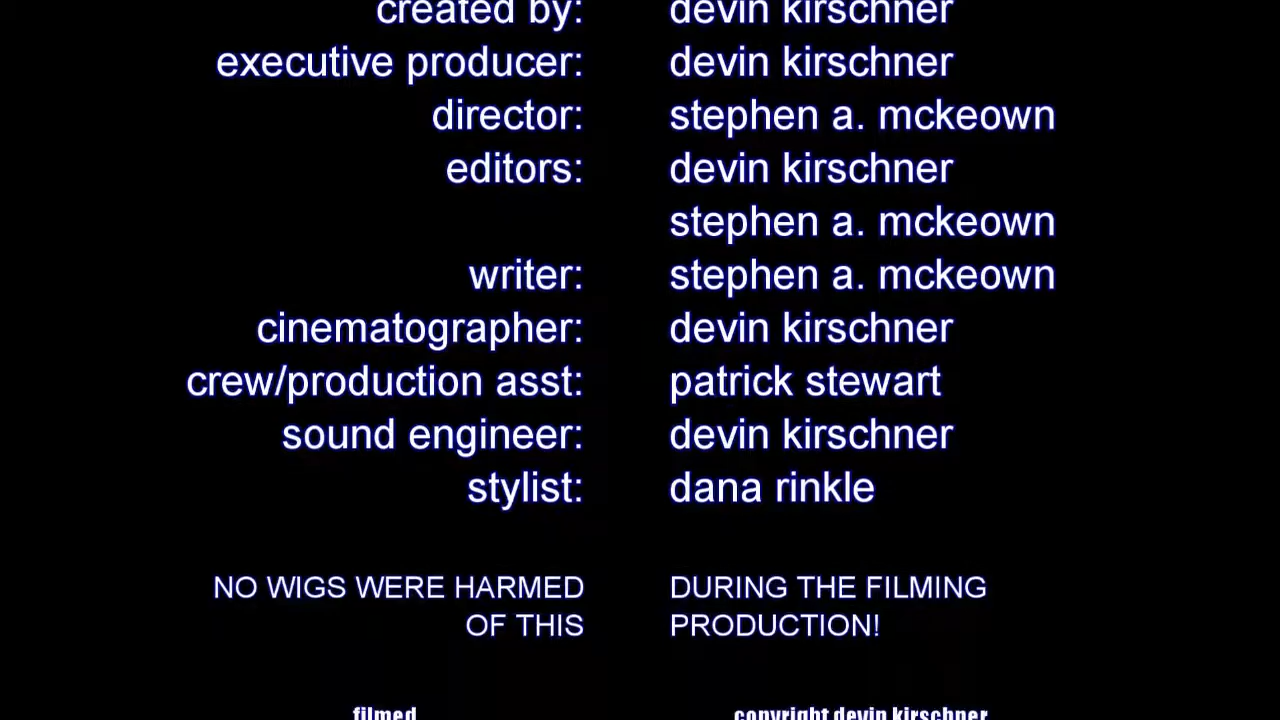 created by: devin kirschner
executive producer: devin kirschner
director: stephen a. mckeown
editors: devin kirschner
stephen a. mckeown
writer: stephen a. mckeown
cinematographer: devin kirschner
crew/production asst: patrick stewart
sound engineer: devin kirschner
stylist: dana rinkle
NO WIGS WERE HARMED DURING THE FILMING
OF THIS PRODUCTION!
filmed copyright devin kirschner